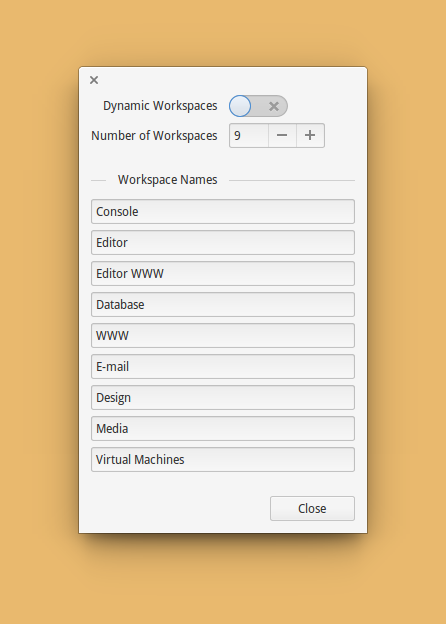 Dynamic Workspaces
Number of Workspaces 9
Workspace Names
Console
Editor
Editor WWW
Database
WWW
E-mail
Design
Media
Virtual Machines
Close